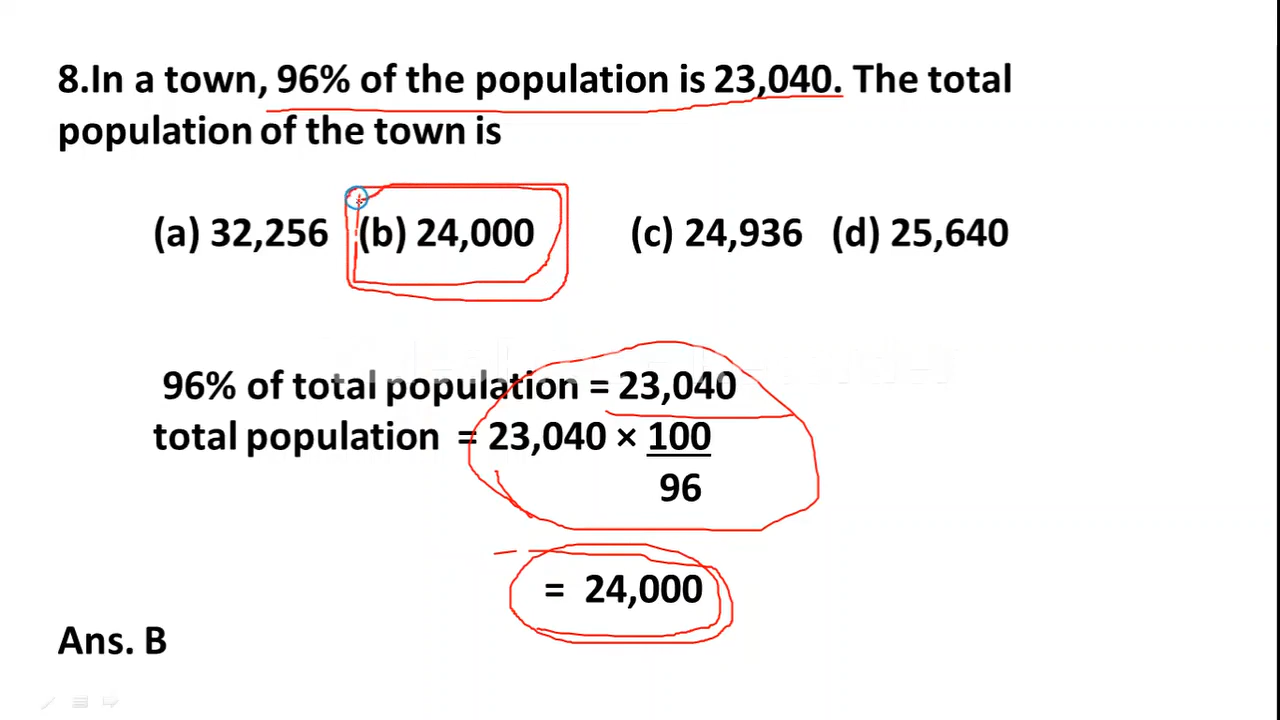 8.In a town, 96% of the population is 23,040. The total
population of the town is
(a) 32,256 (b) 24,000 (c) 24,936 (d) 25,640
96% of total population = 23,040
total population = 23,040 × 100
96
= 24,000
Ans. B